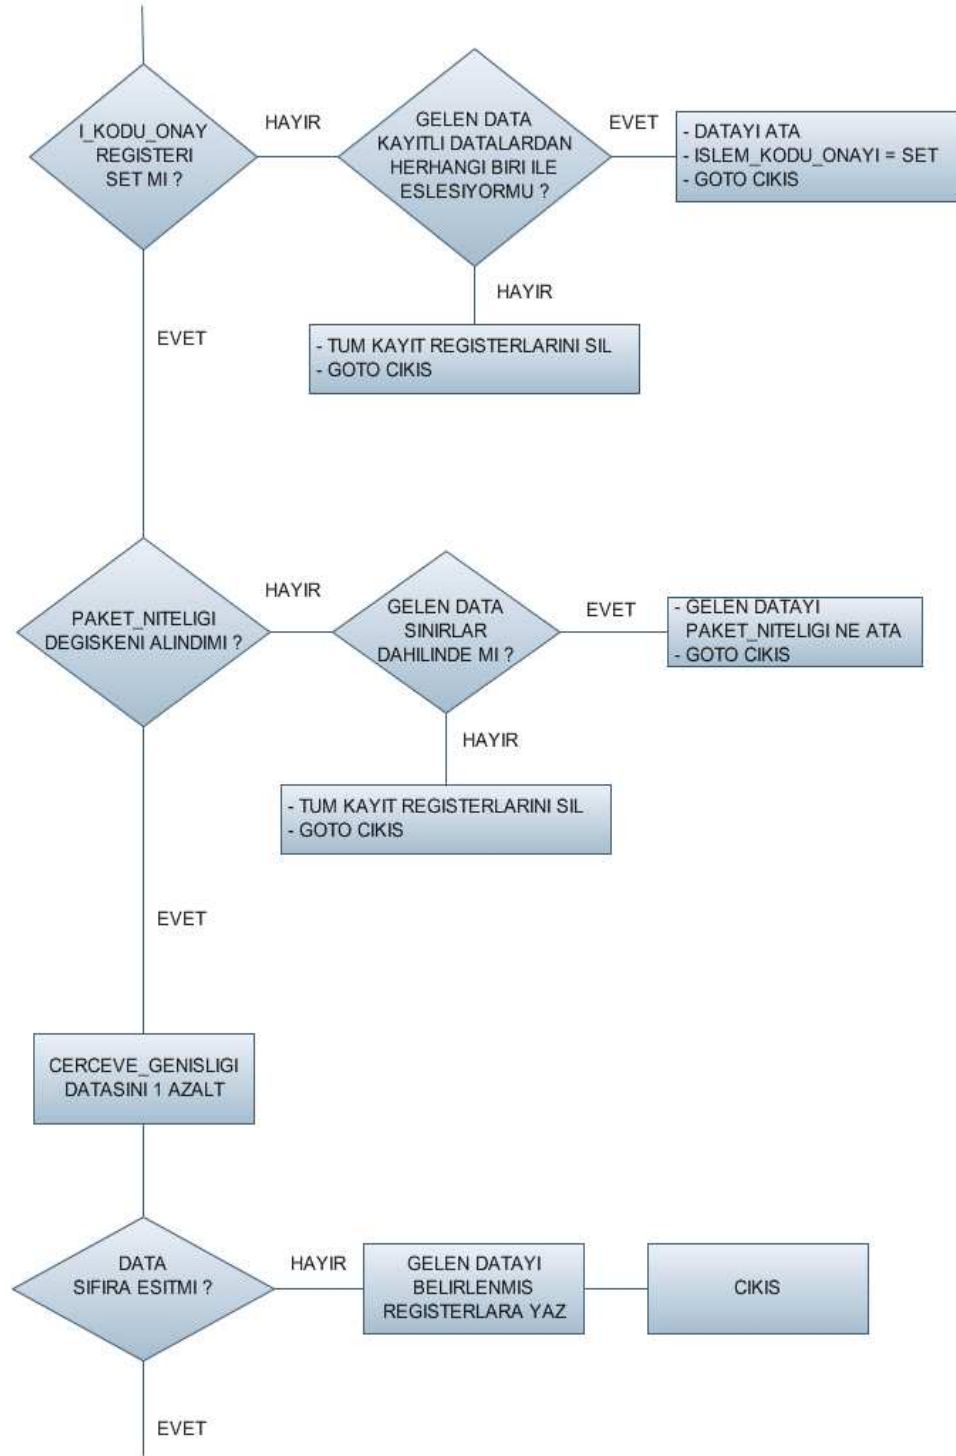 I_KODU_ONAY
REGISTERI
SET MI ?
HAYIR
GELEN DATA
KAYITLI DATALARDAN
HERHANGI BIRI ILE
ESLESIYORMU ?
EVET
- DATAYI ATA
- ISLEM_KODU_ONAYI = SET
- GOTO CIKIS
HAYIR
- TUM KAYIT REGISTERLARINI SIL
- GOTO CIKIS
EVET
PAKET_NITELIGI
DEGISKENI ALINDIMI ?
HAYIR
GELEN DATA
SINIRLAR
DAHILINDE MI ?
EVET
- GELEN DATAYI
PAKET_NITELIGI NE ATA
- GOTO CIKIS
HAYIR
- TUM KAYIT REGISTERLARINI SIL
- GOTO CIKIS
EVET
CERCEVE_GENISLIGI
DATASINI 1 AZALT
DATA
SIFIRA ESITMI ?
HAYIR
GELEN DATAYI
BELIRLENMIS
REGISTERLARA YAZ
CIKIS
EVET